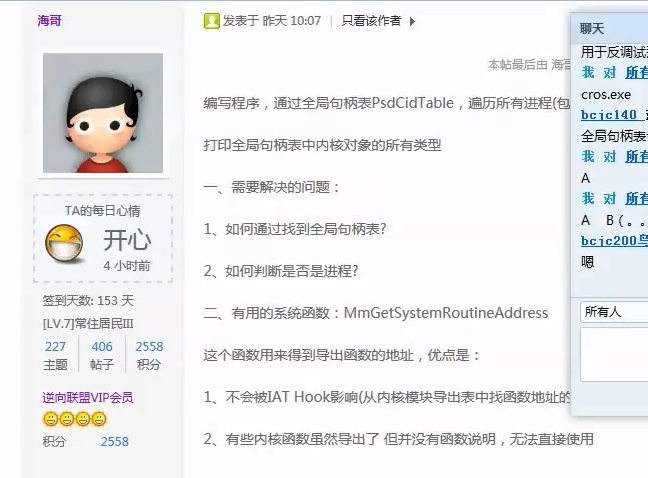 海哥
TA的每日心情
开心
4 小时前
签到天数: 153 天
[LV.7]常住居民III
227 406 2558
主题 帖子 积分
逆向联盟VIP会员
积分 2558
发表于 昨天 10:07 | 只看该作者
本帖最后由 海哥
编写程序，通过全局句柄表PsdCidTable，遍历所有进程(包
打印全局句柄表中内核对象的所有类型
一、需要解决的问题：
1、如何通过找到全局句柄表?
2、如何判断是否是进程?
二、有用的系统函数：MmGetSystemRoutineAddress
这个函数用来得到导出函数的地址，优点是：
1、不会被IAT Hook影响(从内核模块导出表中找函数地址的
2、有些内核函数虽然导出了 但并没有函数说明，无法直接使用
聊天
用于反调试
我 对 所有
cros.exe
bcjc140
全局句柄表
我 对 所有
A
我 对 所有
A B(。。
bcjc200鸟
嗯
所有人